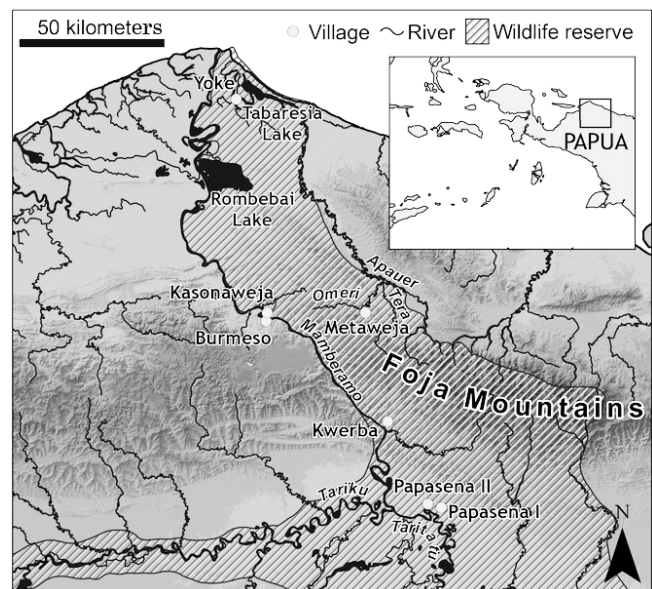 50 kilometers
Village
River
Wildlife reserve
Yoke
Tabaresia
Lake
PAPUA
Rombebai
Lake
Apauer
Kasonaweja
Omeri
Tera
Burmeso
Metaweja
Mamberamo
Foja Mountains
Kwerba
Tariku
Papasena II
Papasena I
Taritatu
N